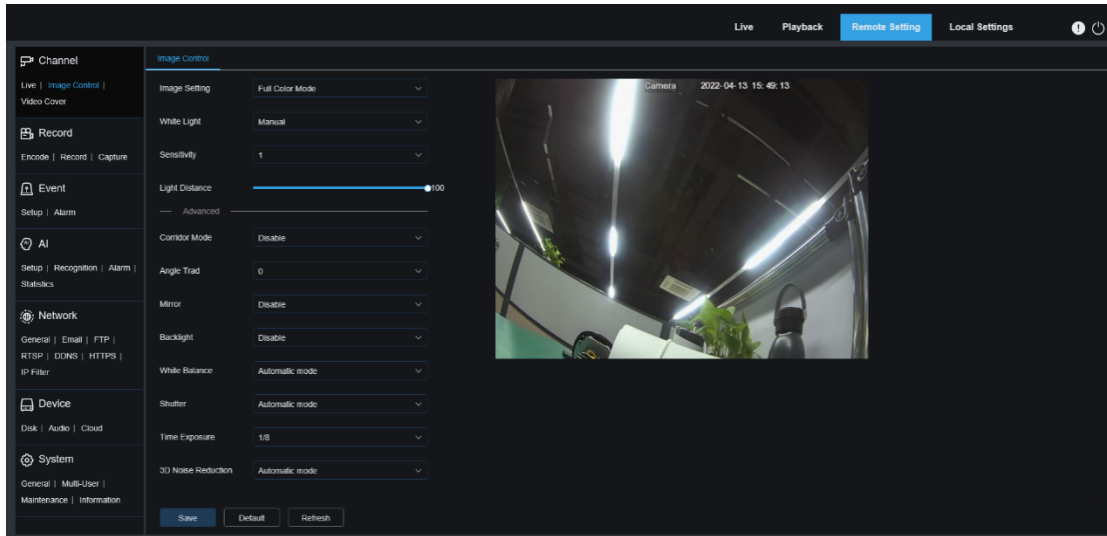 Live Playback Remote Setting Local Settings
Channel
Live | Image Control |
Video Cover
Record
Encode | Record | Capture
Event
Setup | Alarm
AI
Setup | Recognition | Alarm |
Statistics
Network
General | Email | FTP |
RTSP | DDNS | HTTPS |
IP Filter
Device
Disk | Audio | Cloud
System
General | Multi-User |
Maintenance | Information
Image Control
Image Setting Full Color Mode
White Light Manual
Sensitivity 1
Light Distance 100
Advanced
Corridor Mode Disable
Angle Trad 0
Mirror Disable
Backlight Disable
White Balance Automatic mode
Shutter Automatic mode
Time Exposure 1/8
3D Noise Reduction Automatic mode
Save Default Refresh
Camera 2022-04-13 15:49:13